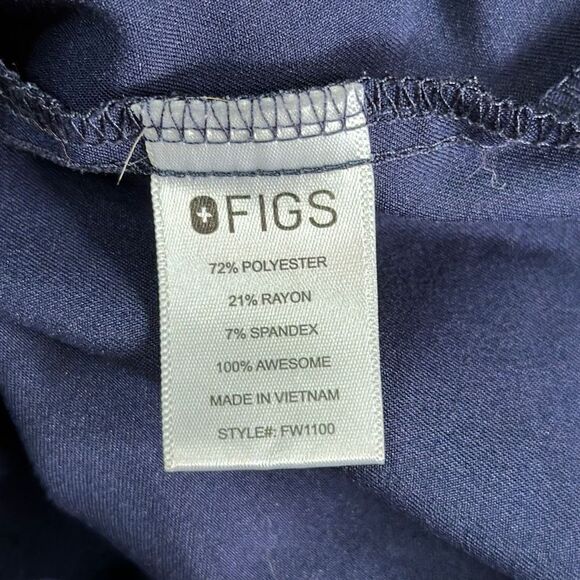 FIGS
72% POLYESTER
21% RAYON
7% SPANDEX
100% AWESOME
MADE IN VIETNAM
STYLE#: FW1100